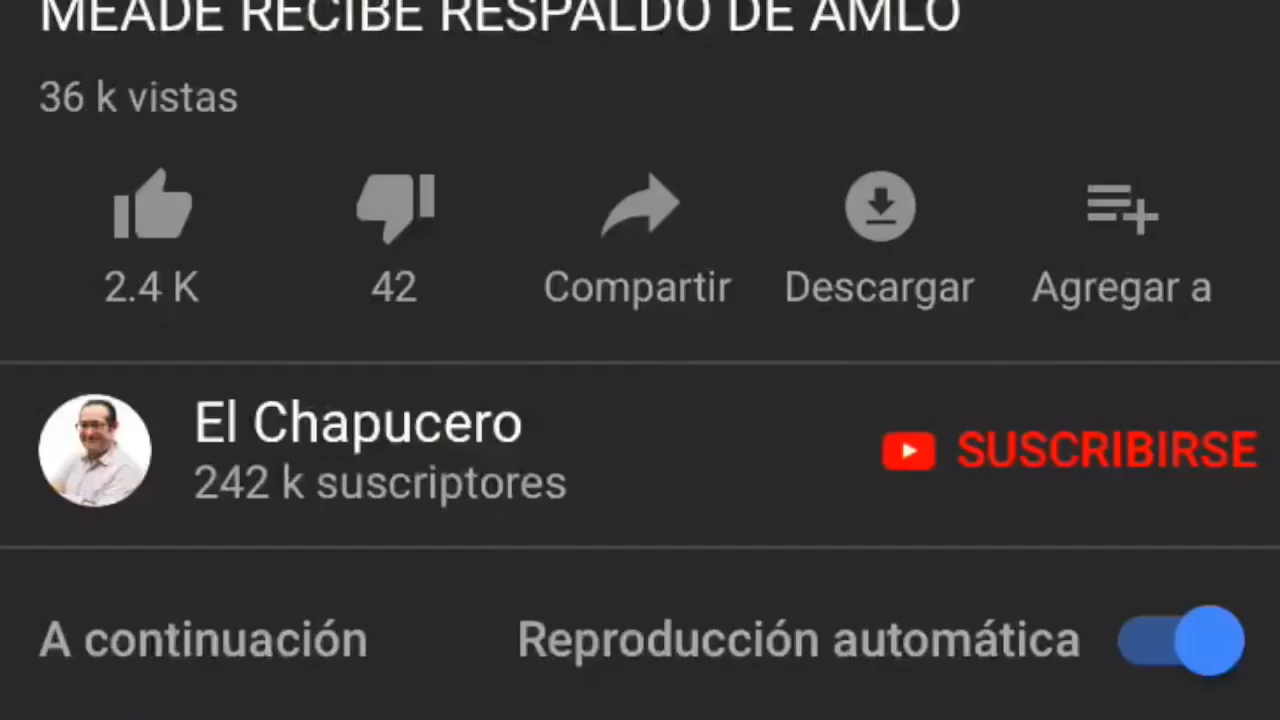 MEADE RECIBE RESPALDO DE AMLO
36 k vistas
2.4 K 42 Compartir Descargar Agregar a
El Chapucero
242 k suscriptores
SUSCRIBIRSE
A continuación Reproducción automática